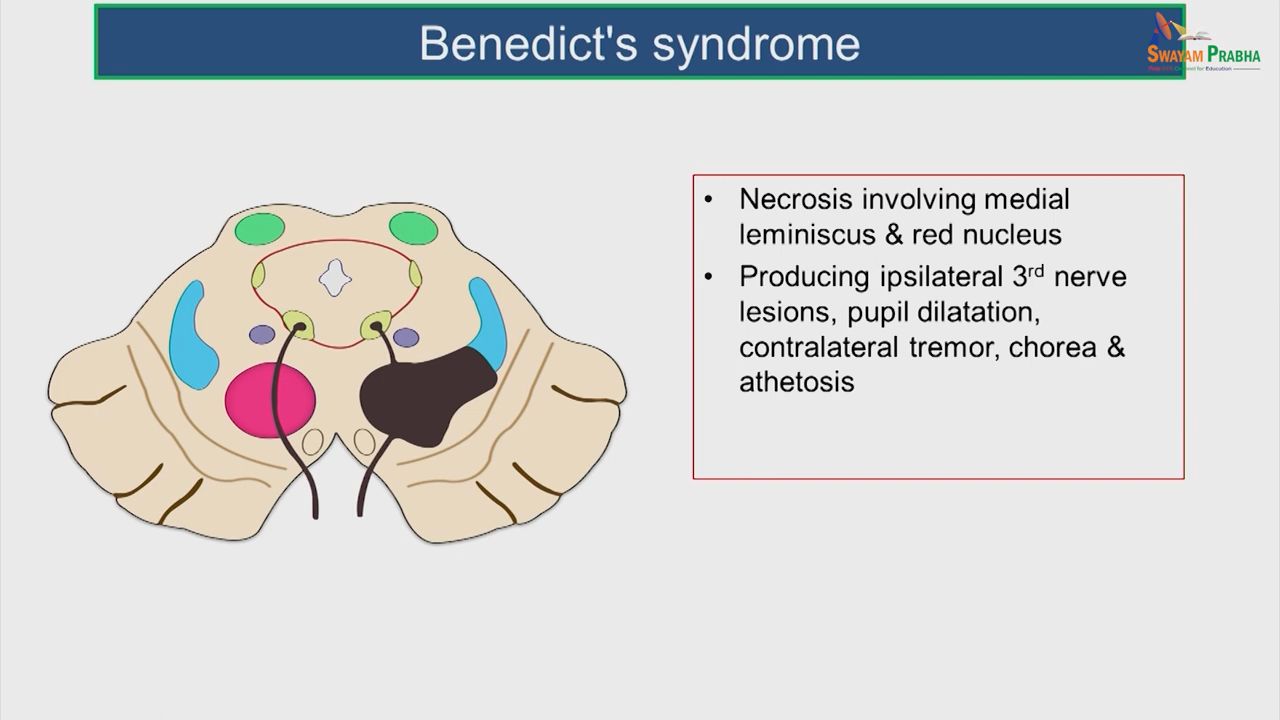 Benedict's syndrome
SWAYAM PRABHA
• Necrosis involving medial
leminiscus & red nucleus
• Producing ipsilateral 3rd nerve
lesions, pupil dilatation,
contralateral tremor, chorea &
athetosis